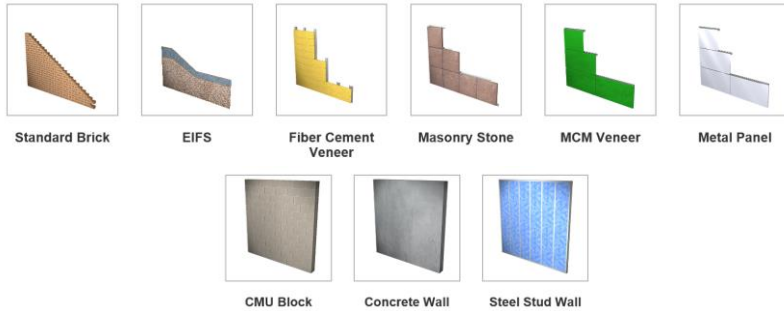 Standard Brick
EIFS
Fiber Cement
Veneer
Masonry Stone
MCM Veneer
Metal Panel
CMU Block
Concrete Wall
Steel Stud Wall